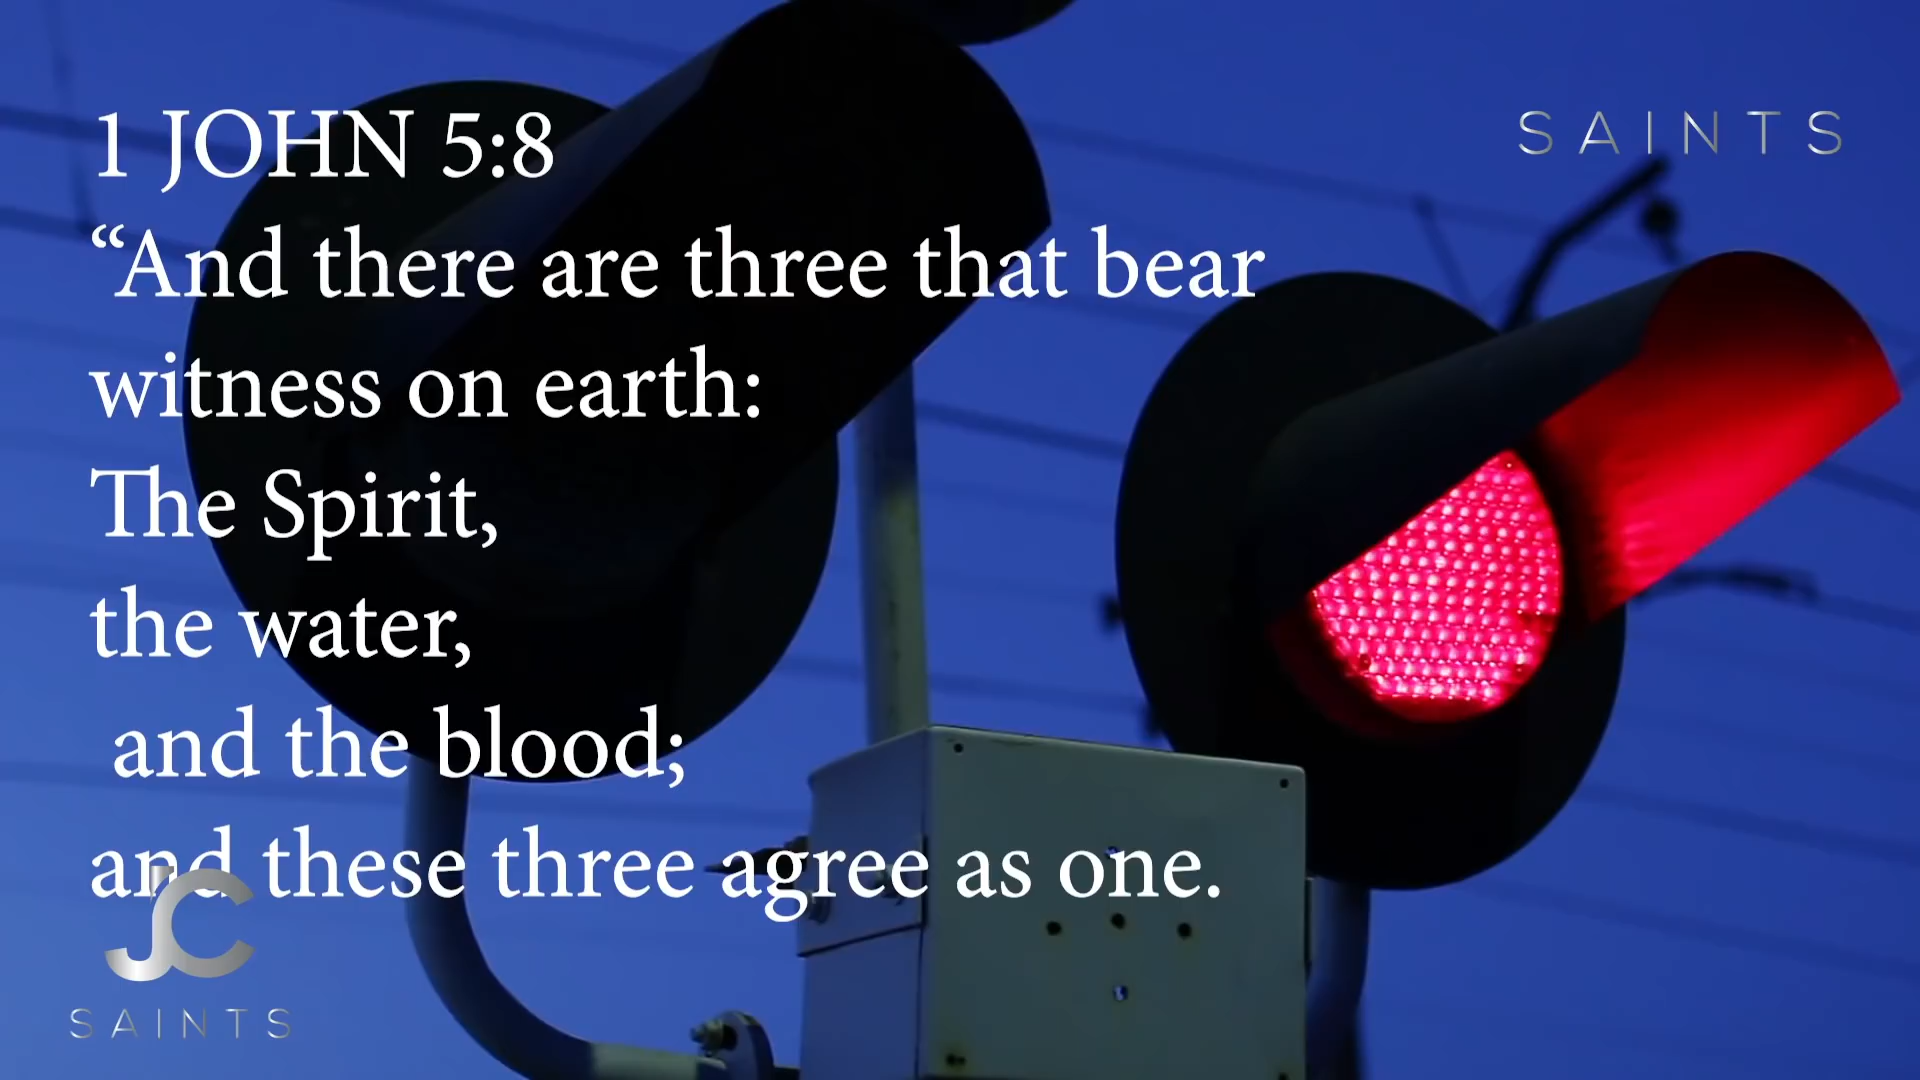 1 JOHN 5:8
SAINTS
“And there are three that bear
witness on earth:
The Spirit,
the water,
and the blood;
and these three agree as one.
JC
SAINTS